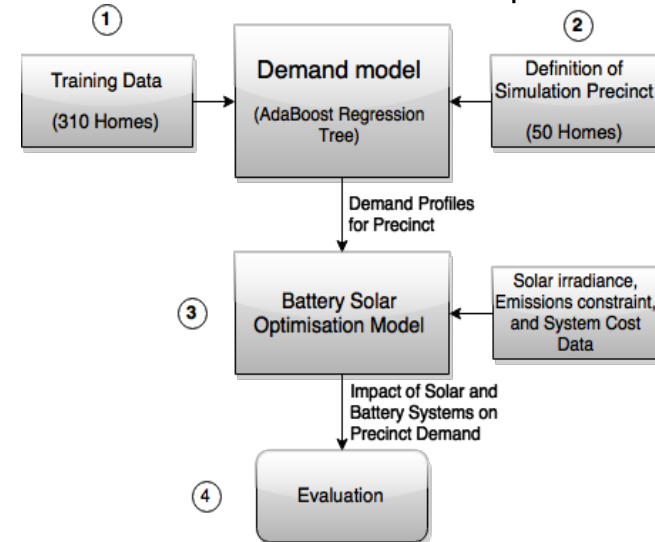 1
2
Training Data
(310 Homes)
Demand model
(AdaBoost Regression
Tree)
Definition of
Simulation Precinct
(50 Homes)
Demand Profiles
for Precinct
3
Battery Solar
Optimisation Model
Solar irradiance,
Emissions constraint,
and System Cost
Data
Impact of Solar and
Battery Systems on
Precinct Demand
4
Evaluation